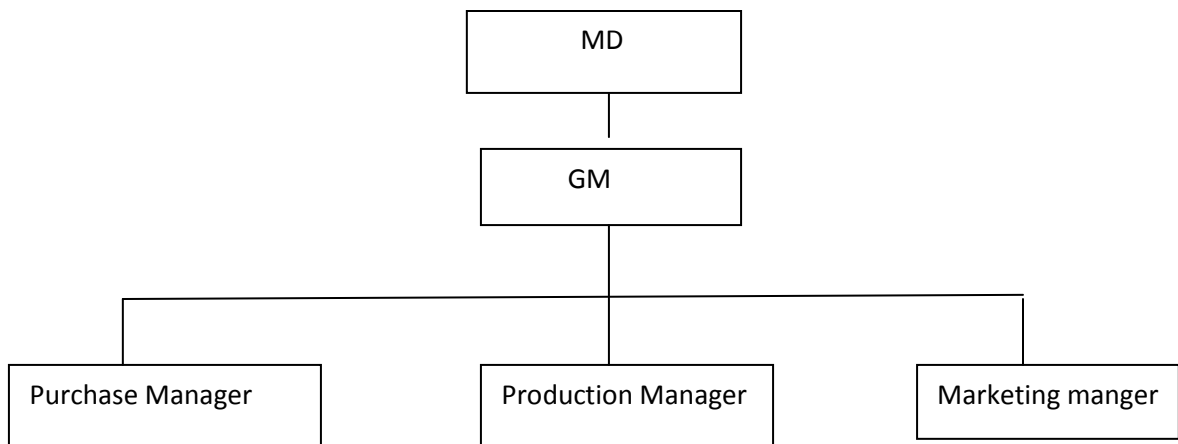 MD
GM
Purchase Manager
Production Manager
Marketing manger